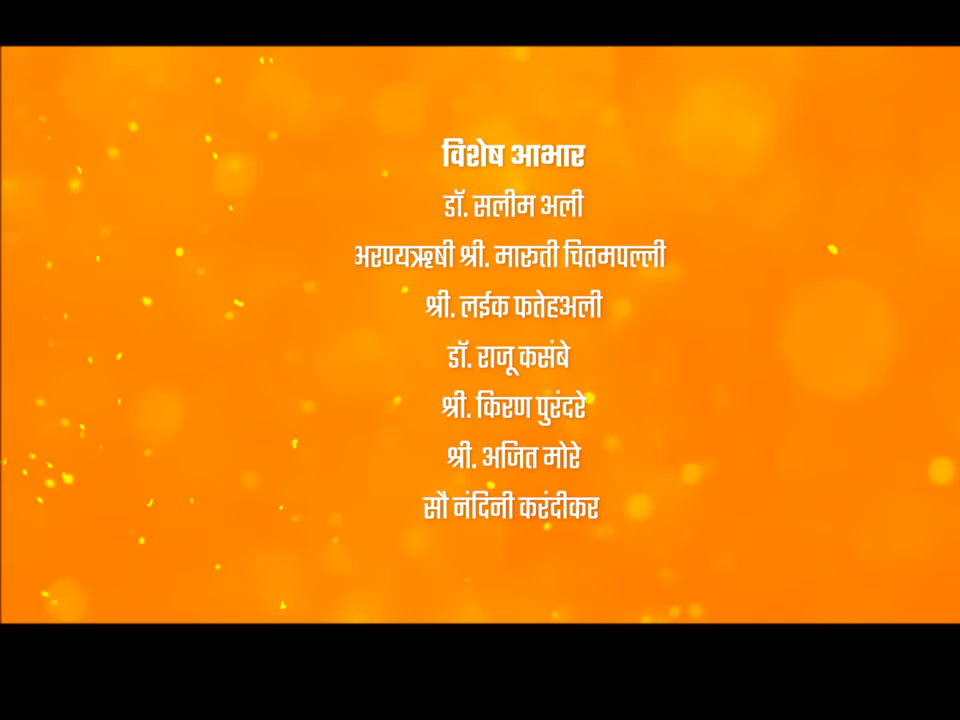 विशेष आभार
डॉ. सलीम अली
अरण्यऋषी श्री. मारूती चितमपल्ली
श्री. लईक फतेहअली
डॉ. राजू कसंबे
श्री. किरण पुरंदरे
श्री. अजित मोरे
सौ नंदिनी करंदीकर